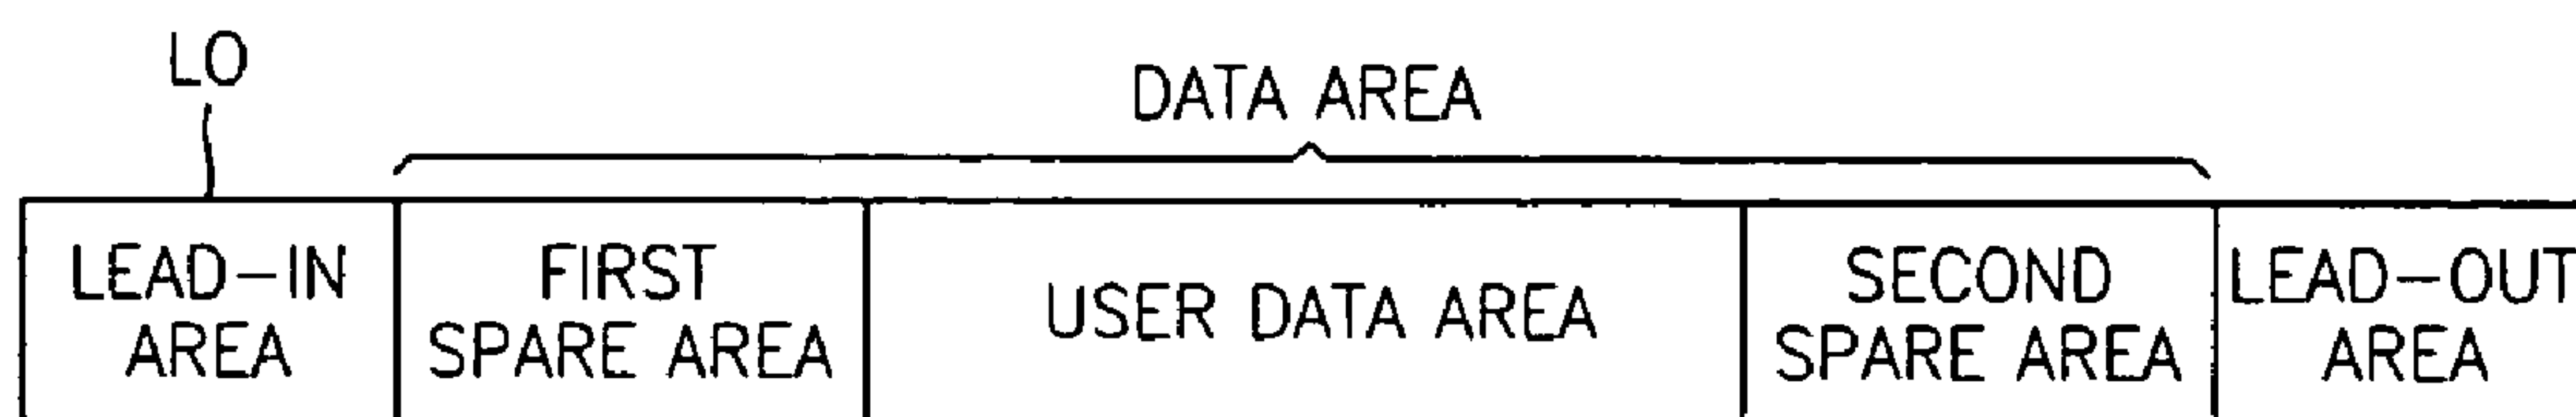 LO
DATA AREA
LEAD-IN
AREA
FIRST
SPARE AREA
USER DATA AREA
SECOND
SPARE AREA
LEAD-OUT
AREA